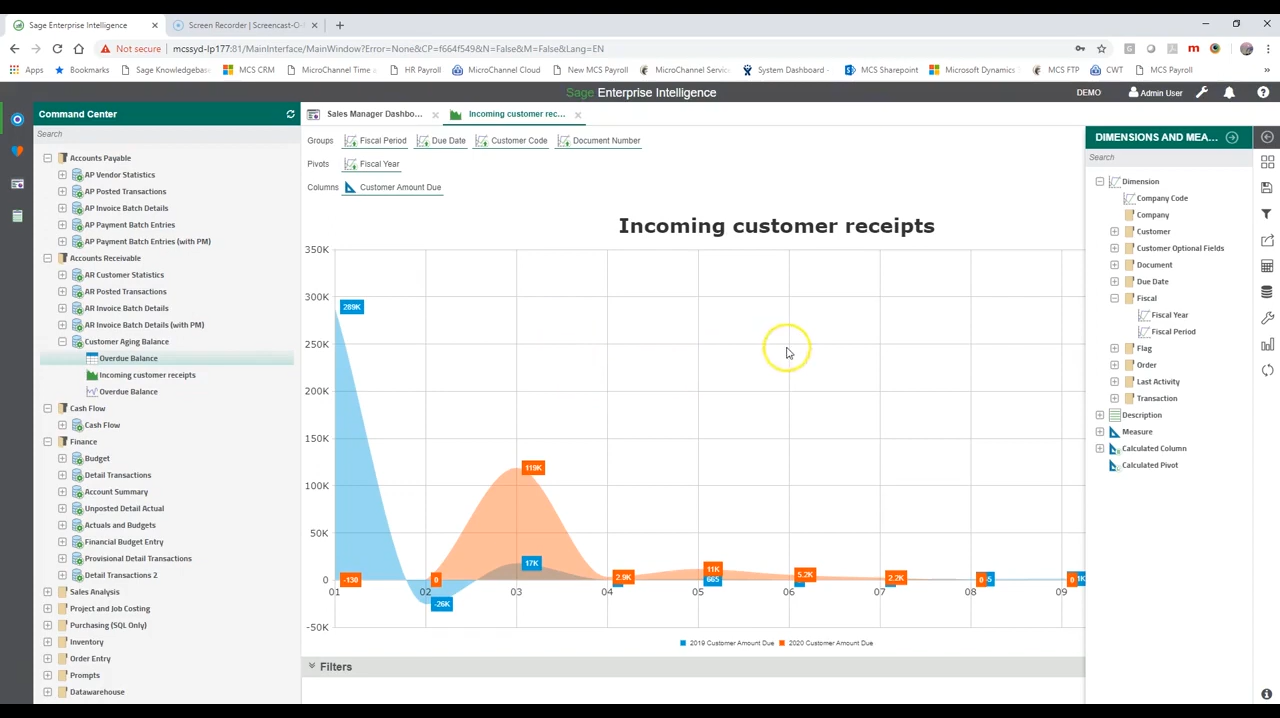 Sage Enterprise Intelligence
Screen Recorder | Screencast-O-
Not secure
mcssyd-lp177:81/MainInterface/MainWindow?Error=None&CP=f664f549&N=False&M=False&Lang=EN
Apps
Bookmarks
Sage Knowledgebas
MCS CRM
MicroChannel Time a
HR Payroll
MicroChannel Cloud
New MCS Payroll
MicroChannel Servic
System Dashboard -
MCS Sharepoint
Microsoft Dynamics
MCS FTP
CWT
MCS Payroll
Sage Enterprise Intelligence
DEMO
Admin User
Command Center
Search
Accounts Payable
AP Vendor Statistics
AP Posted Transactions
AP Invoice Batch Details
AP Payment Batch Entries
AP Payment Batch Entries (with PM)
Accounts Receivable
AR Customer Statistics
AR Posted Transactions
AR Invoice Batch Details
AR Invoice Batch Details (with PM)
Customer Aging Balance
Overdue Balance
Incoming customer receipts
Overdue Balance
Cash Flow
Cash Flow
Finance
Budget
Detail Transactions
Account Summary
Unposted Detail Actual
Actuals and Budgets
Financial Budget Entry
Provisional Detail Transactions
Detail Transactions 2
Sales Analysis
Project and Job Costing
Purchasing (SQL Only)
Inventory
Order Entry
Prompts
Datawarehouse
Sales Manager Dashbo...
Incoming customer rec...
Groups Fiscal Period Due Date Customer Code Document Number
Pivots Fiscal Year
Columns Customer Amount Due
Incoming customer receipts
350K
300K
289K
250K
200K
150K
119K
100K
50K
17K
11K
2.9K
5.2K
2.2K
665
0
-130
0
0
-5
0
1K
-26K
01 02 03 04 05 06 07 08 09
-50K
2019 Customer Amount Due 2020 Customer Amount Due
Filters
DIMENSIONS AND MEA...
Search
Dimension
Company Code
Company
Customer
Customer Optional Fields
Document
Due Date
Fiscal
Fiscal Year
Fiscal Period
Flag
Order
Last Activity
Transaction
Description
Measure
Calculated Column
Calculated Pivot